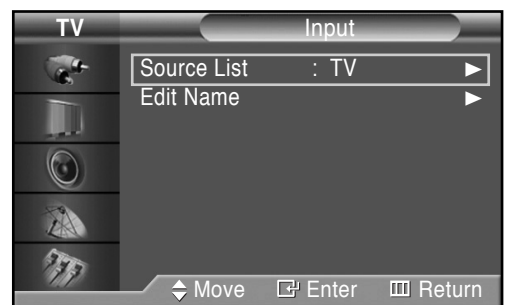 TV Input
Source List : TV
Edit Name
Move Enter Return